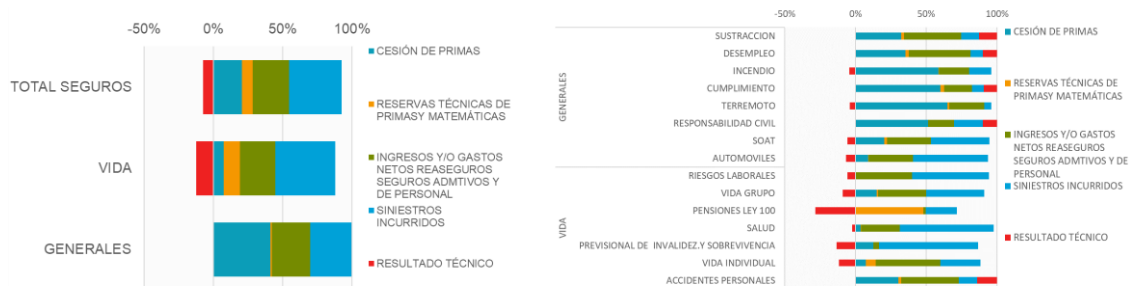 -50%
0%
50%
100%
TOTAL SEGUROS
VIDA
GENERALES
CESIÓN DE PRIMAS
RESERVAS TÉCNICAS DE
PRIMASY MATEMÁTICAS
INGRESOS Y/O GASTOS
NETOS REASEGUROS
SEGUROS ADMTIVOS Y
DE PERSONAL
SINIESTROS
INCURRIDOS
RESULTADO TÉCNICO
-50%
0%
50%
100%
GENERALES
SUSTRACCION
DESEMPLEO
INCENDIO
CUMPLIMIENTO
TERREMOTO
RESPONSABILIDAD CIVIL
SOAT
AUTOMOVILES
VIDA
RIESGOS LABORALES
VIDA GRUPO
PENSIONES LEY 100
SALUD
PREVISIONAL DE INVALIDEZ.Y SOBREVIVENCIA
VIDA INDIVIDUAL
ACCIDENTES PERSONALES
CESIÓN DE PRIMAS
RESERVAS TÉCNICAS DE
PRIMASY MATEMÁTICAS
INGRESOS Y/O GASTOS
NETOS REASEGUROS
SEGUROS ADMTIVOS Y DE
PERSONAL
SINIESTROS INCURRIDOS
RESULTADO TÉCNICO